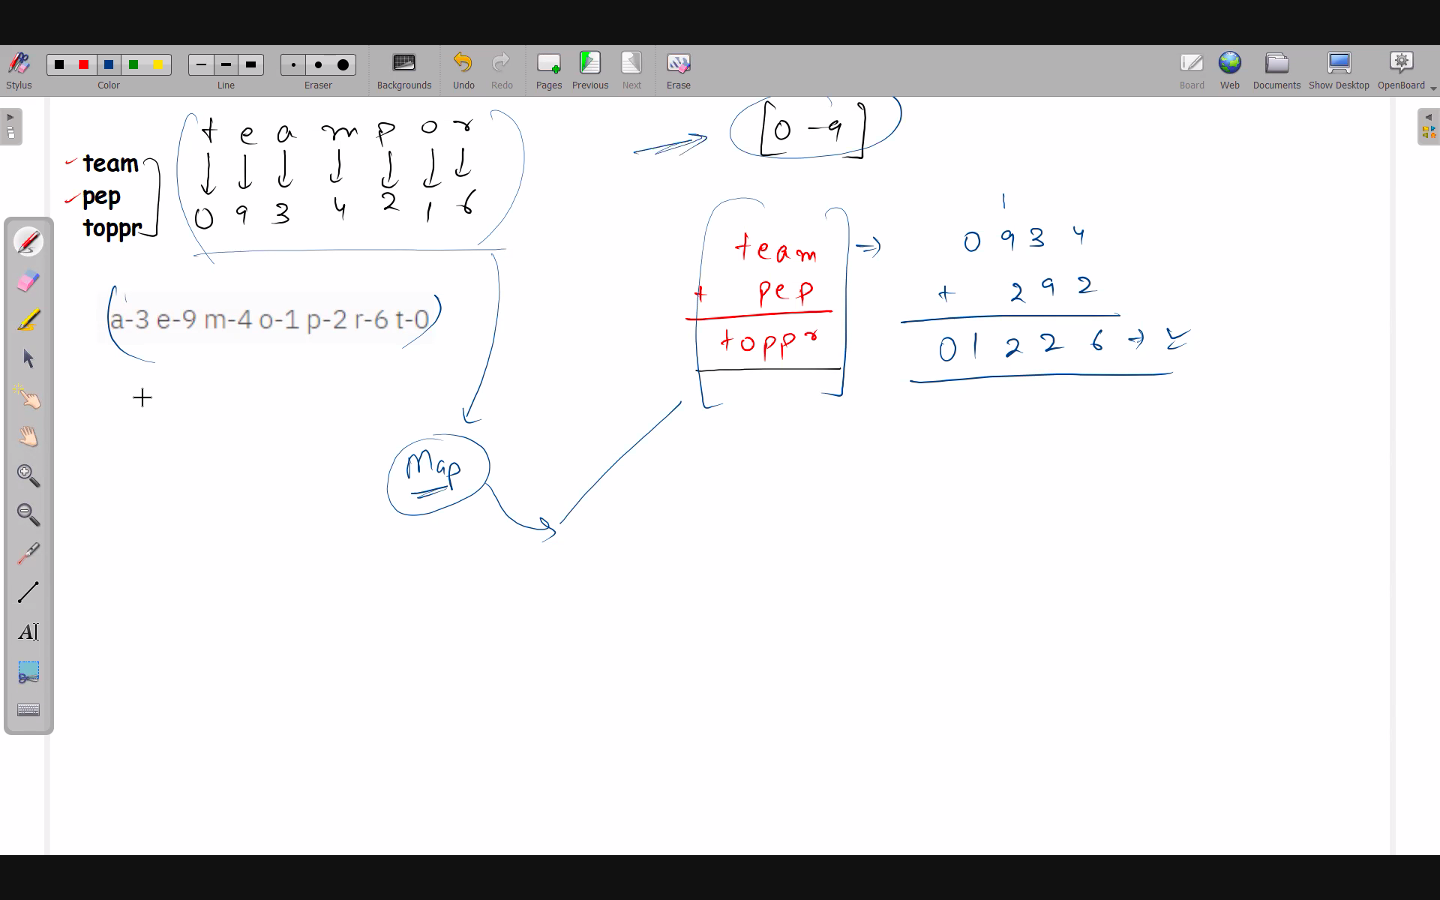 Stylus
Color
Line
Eraser
Backgrounds
Undo
Redo
Pages
Previous
Next
Erase
Board
Web
Documents
Show Desktop
OpenBoard
t e a m p o r
0 9 3 4 2 1 6
team
pep
toppr
a-3 e-9 m-4 o-1 p-2 r-6 t-0
Map
[0 - 9]
team
+ pep
toppr
1
0 9 3 4
+ 2 9 2
0 1 2 2 6